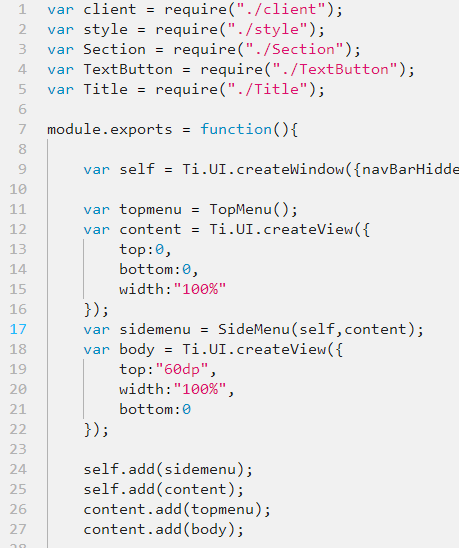 1 var client = require("./client");
2 var style = require("./style");
3 var Section = require("./Section");
4 var TextButton = require("./TextButton");
5 var Title = require("./Title");
6
7 module.exports = function(){
8
9 var self = Ti.UI.createWindow({navBarHidde
10
11 var topmenu = TopMenu();
12 var content = Ti.UI.createView({
13 top:0,
14 bottom:0,
15 width:"100%"
16 });
17 var sidemenu = SideMenu(self,content);
18 var body = Ti.UI.createView({
19 top:"60dp",
20 width:"100%",
21 bottom:0
22 });
23
24 self.add(sidemenu);
25 self.add(content);
26 content.add(topmenu);
27 content.add(body);